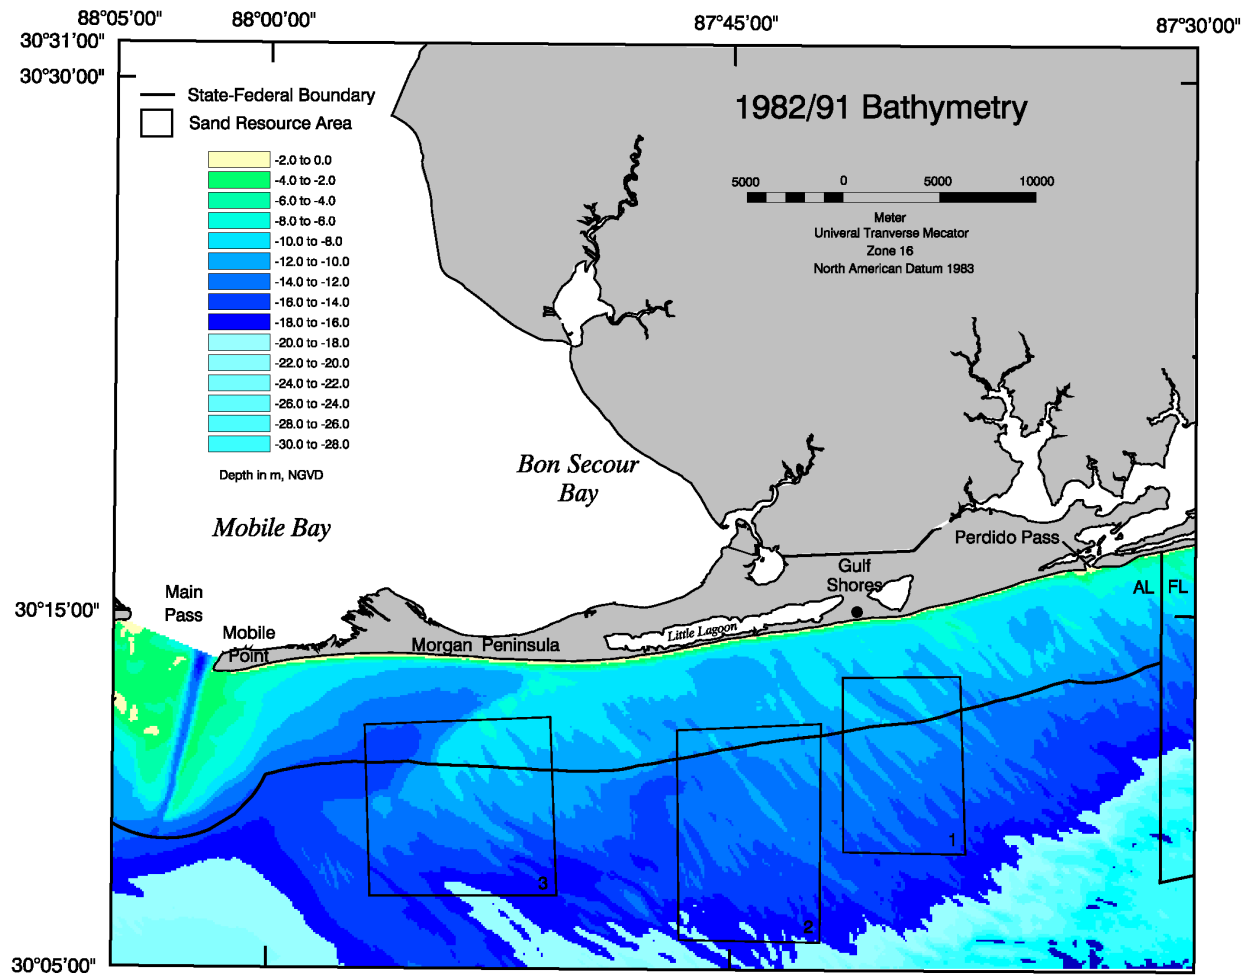 88°05'00"
88°00'00"
87°45'00"
87°30'00"
30°31'00"
30°30'00"
State-Federal Boundary
Sand Resource Area
1982/91 Bathymetry
-2.0 to 0.0
-4.0 to -2.0
-6.0 to -4.0
-8.0 to -6.0
-10.0 to -8.0
-12.0 to -10.0
-14.0 to -12.0
-16.0 to -14.0
-18.0 to -16.0
-20.0 to -18.0
-22.0 to -20.0
-24.0 to -22.0
-26.0 to -24.0
-28.0 to -26.0
-30.0 to -28.0
Depth in m, NGVD
5000
0
5000
10000
Meter
Univeral Tranverse Mecator
Zone 16
North American Datum 1983
Bon Secour
Bay
Mobile Bay
Perdido Pass
Gulf
Shores
AL
FL
Main
Pass
30°15'00"
Mobile
Point
Morgan Peninsula
Little Lagoon
1
3
2
30°05'00"